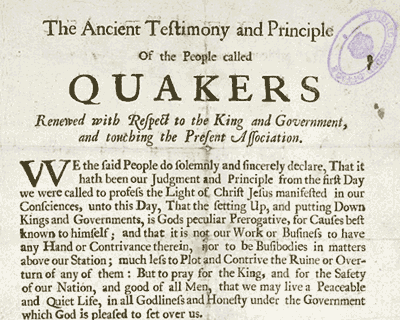 The Ancient Testimony and Principle
Of the People called
QUAKERS
Renewed with Respect to the King and Government,
and touching the Present Association.
WE the said People do solemnly and sincerely declare, That it
hath been our Judgment and Principle from the first Day
we were called to profess the Light of Christ Jesus manifested in our
Consciences, unto this Day, That the setting Up, and putting Down
Kings and Governments, is Gods peculiar Prerogative, for Causes best
known to himself; and that it is not our Work or Business to have
any Hand or Contrivance therein, nor to be Busibodies in matters
above our Station; much less to Plot and Contrive the Ruine or Over-
turn of any of them: But to pray for the King, and for the Safety
of our Nation, and good of all Men, that we may live a Peaceable
and Quiet Life, in all Godliness and Honesty under the Government
which God is pleased to set over us.